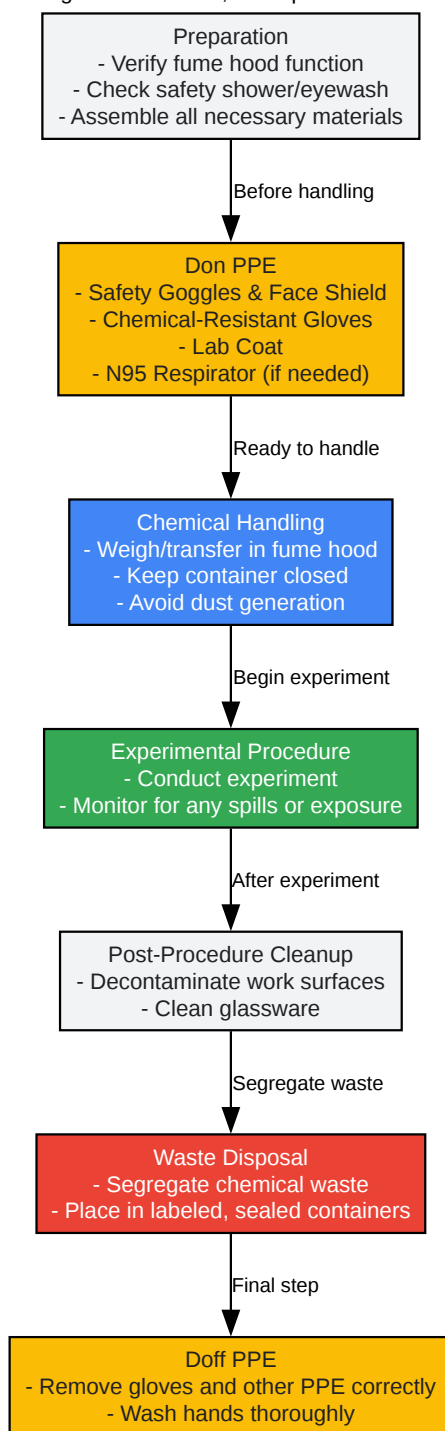 Preparation
- Verify fume hood function
- Check safety shower/eyewash
- Assemble all necessary materials
Before handling
Don PPE
- Safety Goggles & Face Shield
- Chemical-Resistant Gloves
- Lab Coat
- N95 Respirator (if needed)
Ready to handle
Chemical Handling
- Weigh/transfer in fume hood
- Keep container closed
- Avoid dust generation
Begin experiment
Experimental Procedure
- Conduct experiment
- Monitor for any spills or exposure
After experiment
Post-Procedure Cleanup
- Decontaminate work surfaces
- Clean glassware
Segregate waste
Waste Disposal
- Segregate chemical waste
- Place in labeled, sealed containers
Final step
Doff PPE
- Remove gloves and other PPE correctly
- Wash hands thoroughly